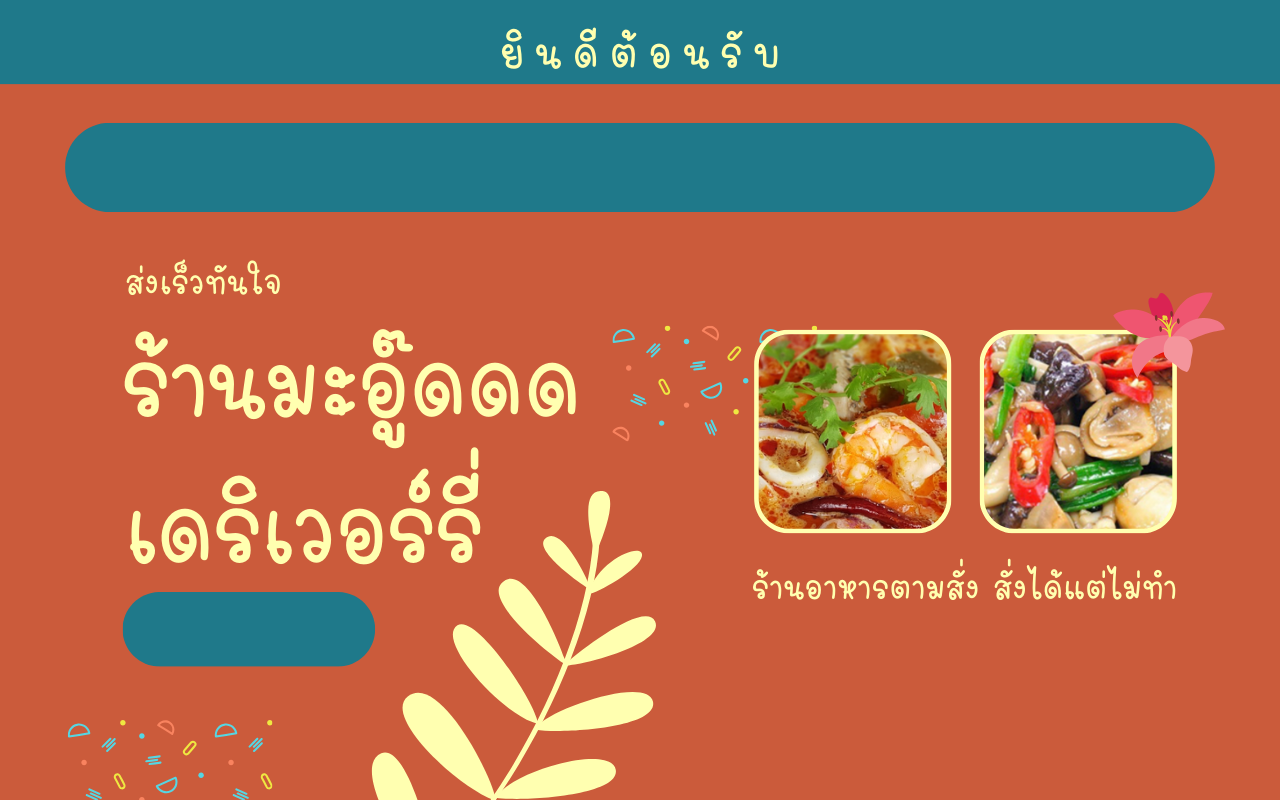 ยินดีต้อนรับ
ส่งเร็วทันใจ
ร้านมะอู๊ดดด
เดริเวอร์รี่
ร้านอาหารตามสั่ง สั่งได้แต่ไม่ทำ